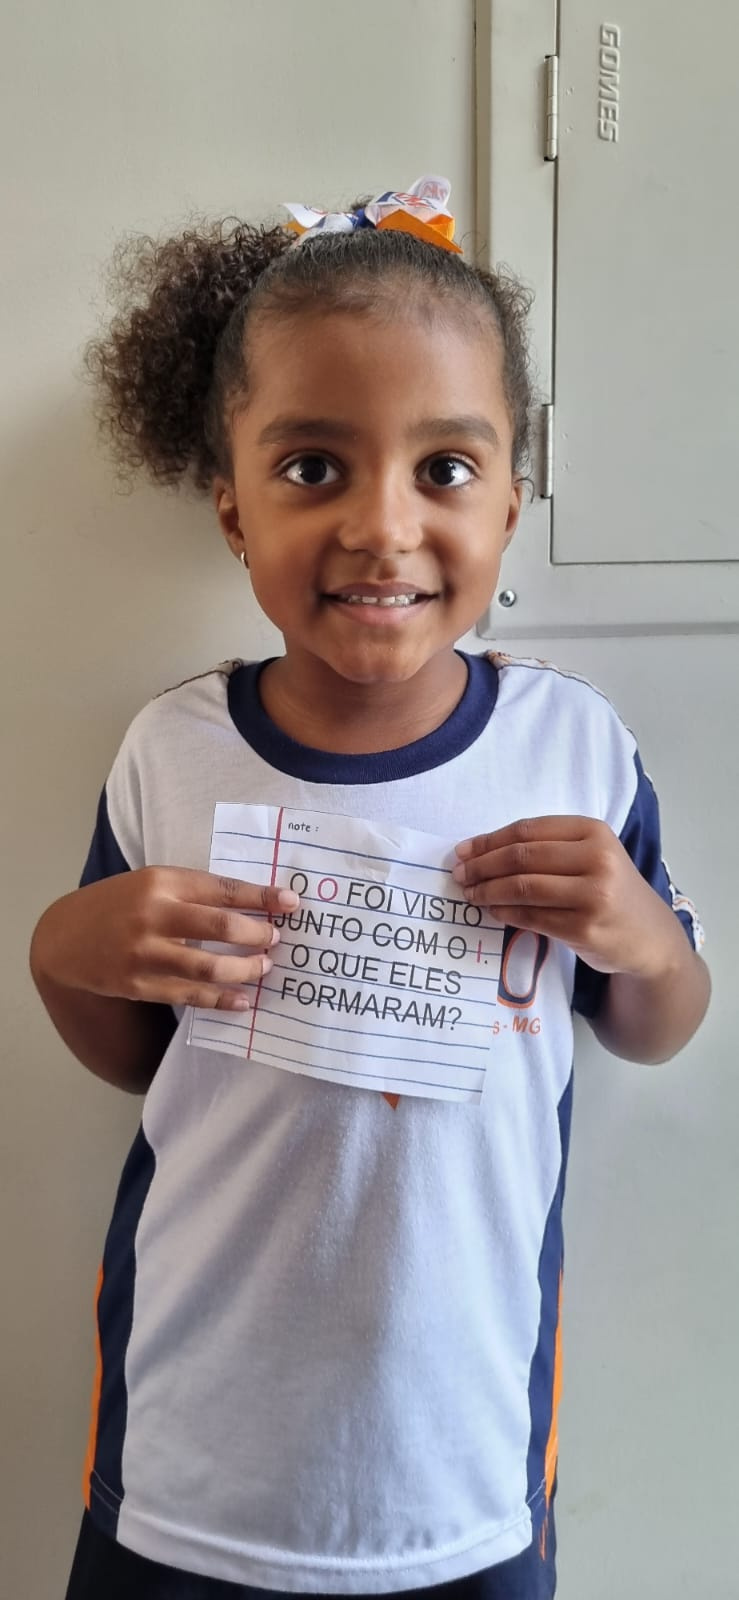 GOMES
note :
O O FOI VISTO
JUNTO COM O I.
O QUE ELES
FORMARAM?
O
S - MG